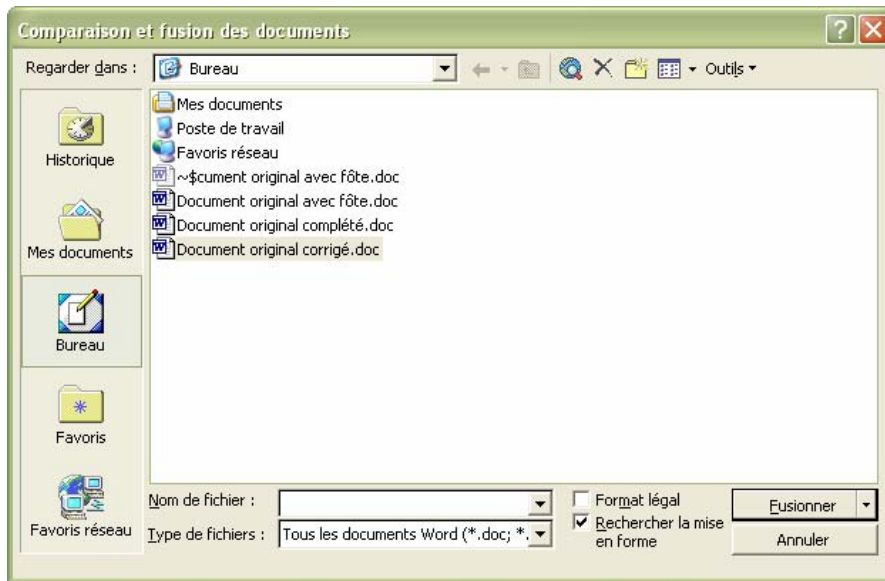 Comparaison et fusion des documents
Regarder dans :
Bureau
Outils
Historique
Mes documents
Bureau
Favoris
Favoris réseau
Mes documents
Poste de travail
Favoris réseau
~$cument original avec fôte.doc
Document original avec fôte.doc
Document original complété.doc
Document original corrigé.doc
Nom de fichier :
Type de fichiers :
Tous les documents Word (*.doc; *.
Format légal
Rechercher la mise
en forme
Fusionner
Annuler